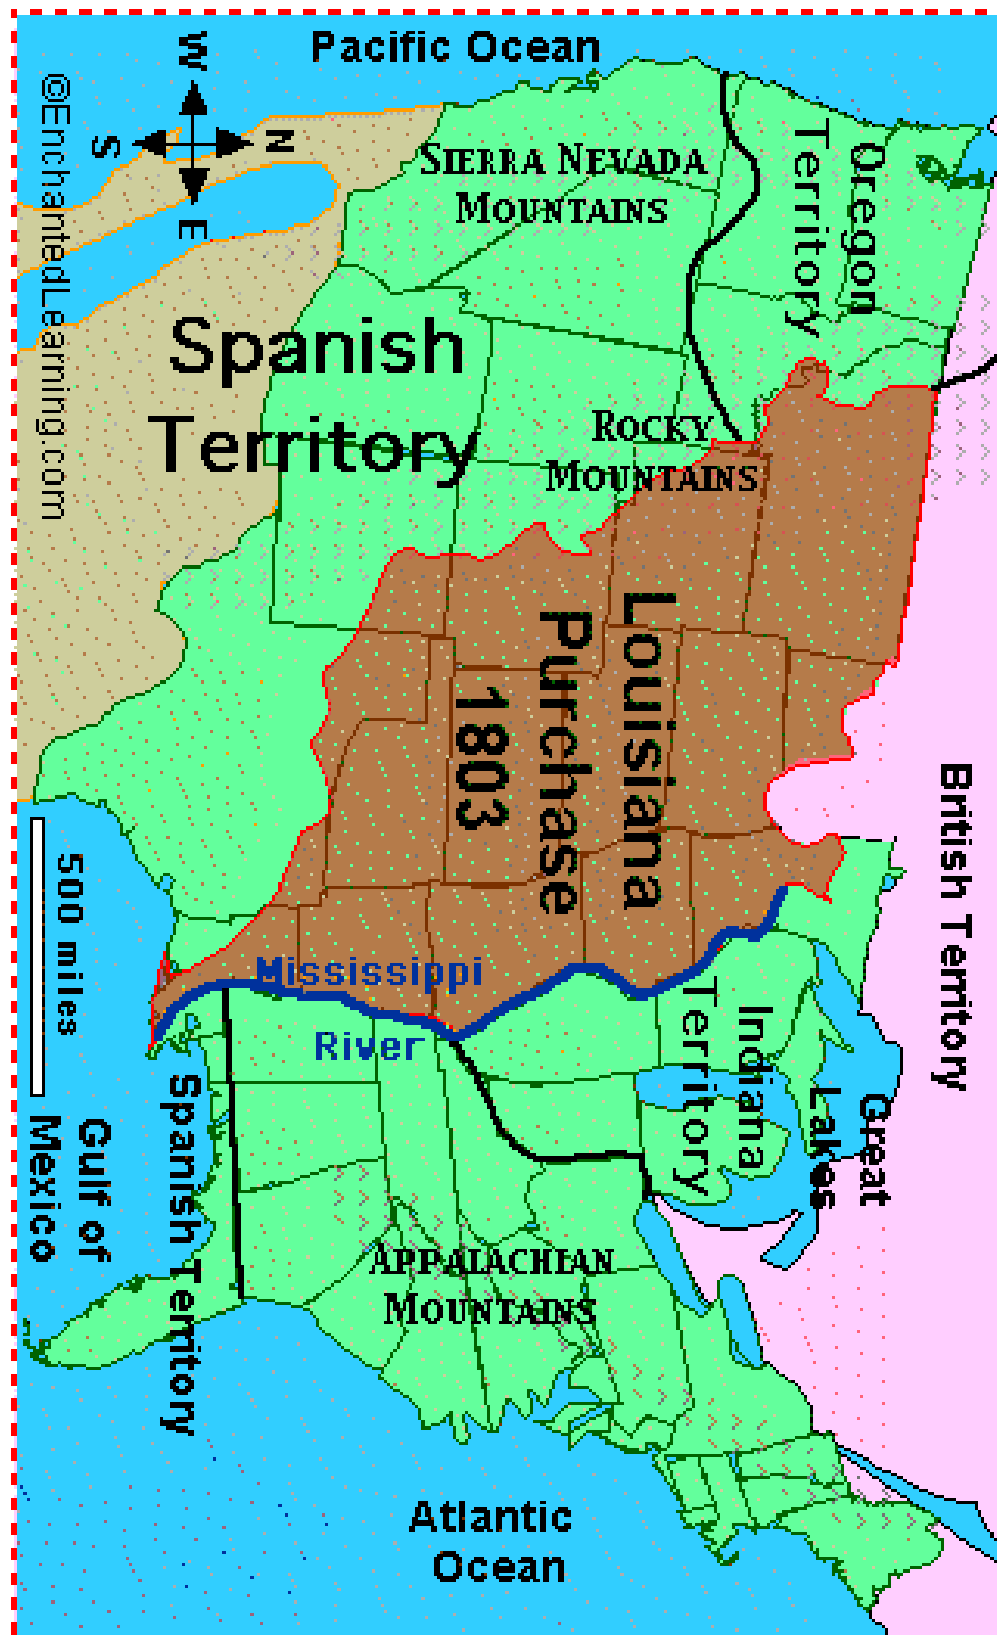 Pacific Ocean
W
N
S
E
©EnchantedLearning.com
Sierra Nevada
Mountains
Oregon
Territory
Spanish
Territory
Rocky
Mountains
Louisiana
Purchase
1803
British Territory
500 miles
Mississippi
River
Indiana
Territory
Great
Lakes
Gulf of
Mexico
Spanish Territory
Appalachian
Mountains
Atlantic
Ocean